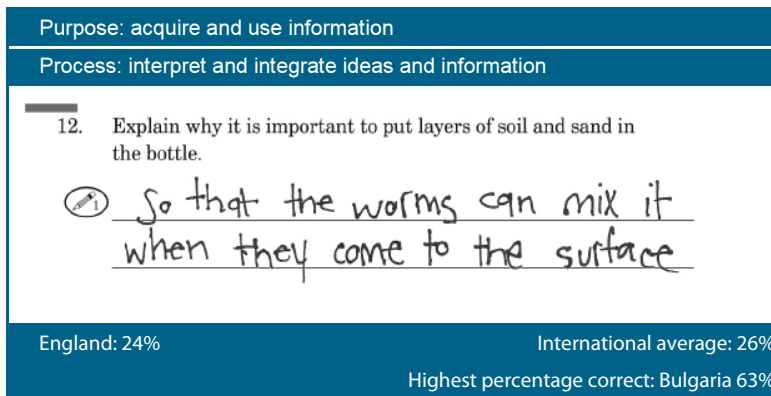 Purpose: acquire and use information
Process: interpret and integrate ideas and information
12. Explain why it is important to put layers of soil and sand in
the bottle.
1
So that the worms can mix it
when they come to the surface
England: 24% International average: 26%
Highest percentage correct: Bulgaria 63%